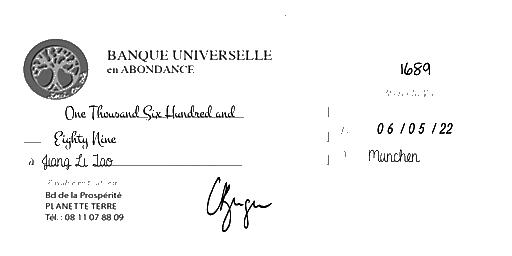 BANQUE UNIVERSELLE
en ABONDANCE
1689
One Thousand Six Hundred and
Eighty Nine
06/05/22
à Jiang Li Tao
Munchen
Bd de la Prospérité
PLANETTE TERRE
Tél. : 08 11 07 88 09